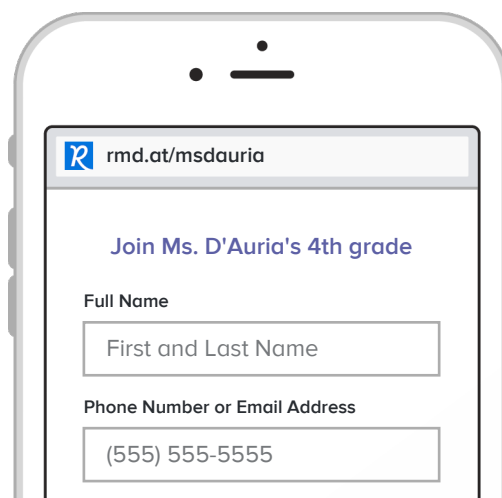 rmd.at/msdauria
Join Ms. D'Auria's 4th grade
Full Name
First and Last Name
Phone Number or Email Address
(555) 555-5555